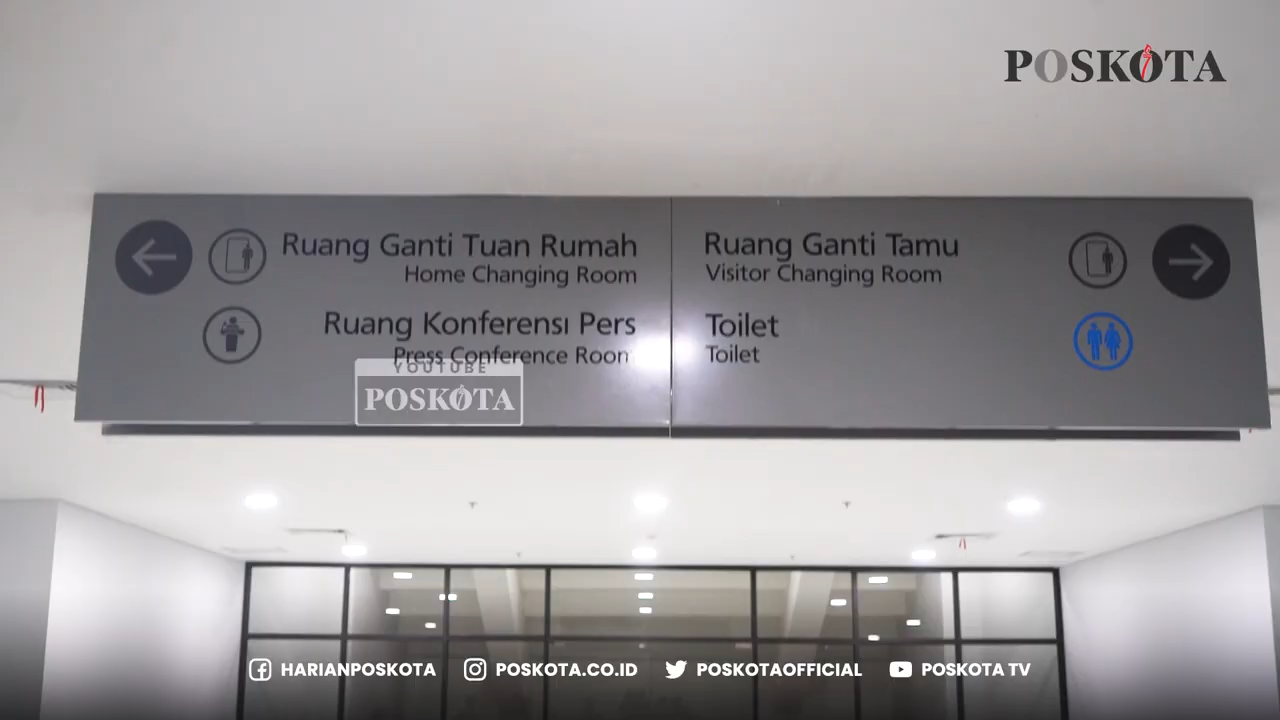 POSKOTA
Ruang Ganti Tuan Rumah
Home Changing Room
Ruang Konferensi Pers
Press Conference Room
Ruang Ganti Tamu
Visitor Changing Room
Toilet
Toilet
YOUTUBE
POSKOTA
HARIANPOSKOTA
POSKOTA.CO.ID
POSKOTAOFFICIAL
POSKOTA TV